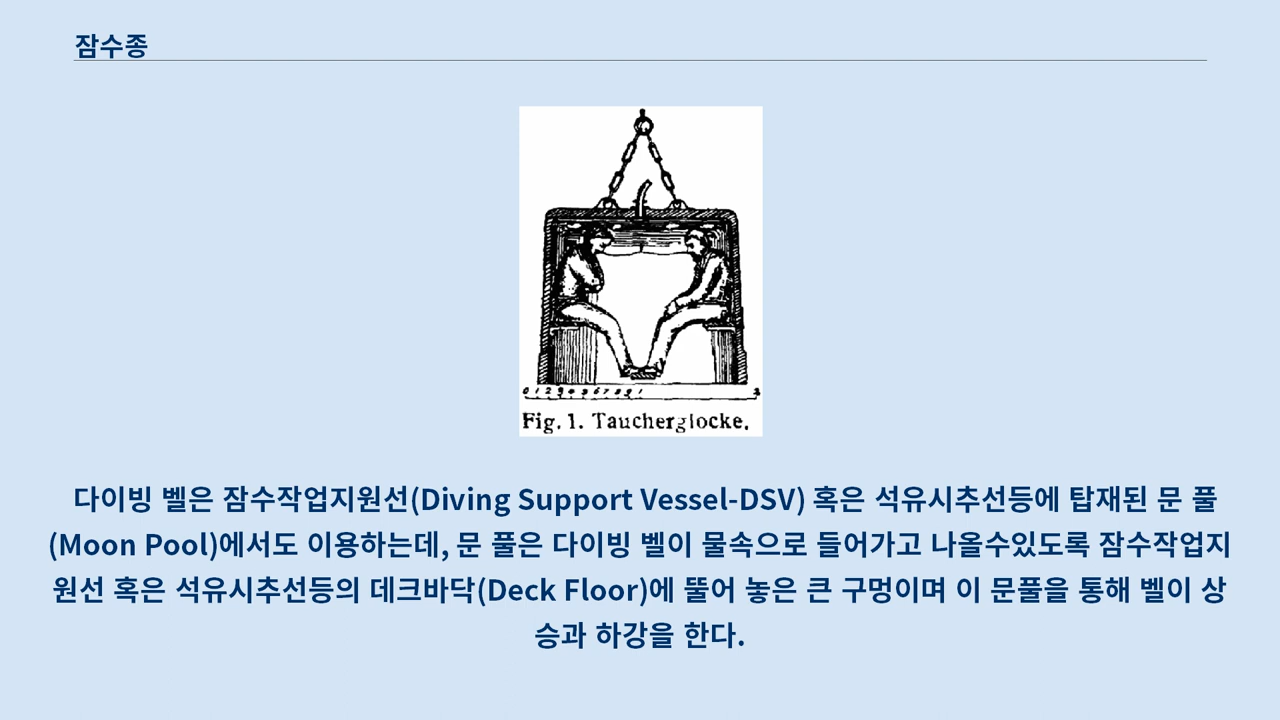 잠수종
Fig. 1. Taucherglocke.
다이빙 벨은 잠수작업지원선(Diving Support Vessel-DSV) 혹은 석유시추선등에 탑재된 문 풀
(Moon Pool)에서도 이용하는데, 문 풀은 다이빙 벨이 물속으로 들어가고 나올수있도록 잠수작업지
원선 혹은 석유시추선등의 데크바닥(Deck Floor)에 뚫어 놓은 큰 구멍이며 이 문풀을 통해 벨이 상
승과 하강을 한다.